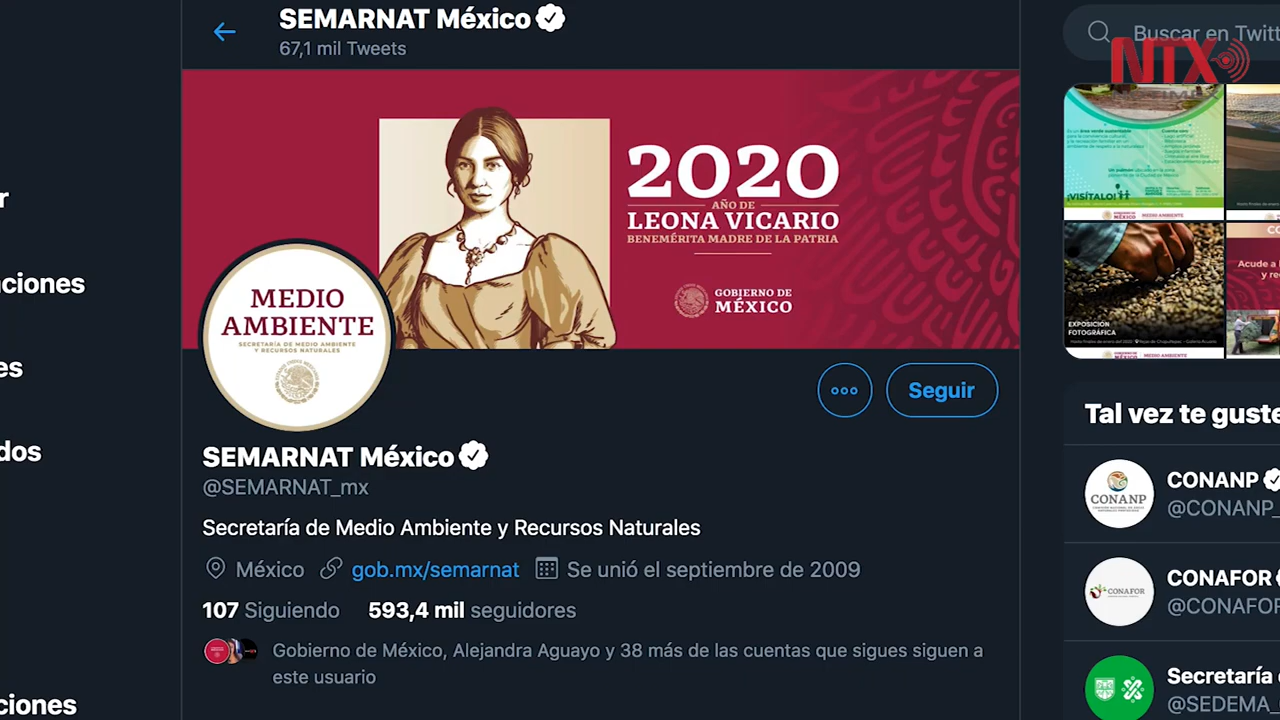 SEMARNAT México
67,1 mil Tweets
Buscar en Twitt
NTX
2020
AÑO DE
LEONA VICARIO
BENEMÉRITA MADRE DE LA PATRIA
GOBIERNO DE
MÉXICO
MEDIO
AMBIENTE
SECRETARÍA DE MEDIO AMBIENTE
Y RECURSOS NATURALES
¡VISÍTALO!
EXPOSICIÓN
FOTOGRÁFICA
Acude a l
y re
r
ciones
es
dos
ciones
Seguir
SEMARNAT México
@SEMARNAT_mx
Secretaría de Medio Ambiente y Recursos Naturales
México gob.mx/semarnat Se unió el septiembre de 2009
107 Siguiendo 593,4 mil seguidores
Gobierno de México, Alejandra Aguayo y 38 más de las cuentas que sigues siguen a
este usuario
Tal vez te guste
CONANP
CONANP
@CONANP_
CONAFOR
CONAFOR
@CONAFOR
Secretaría
@SEDEMA_